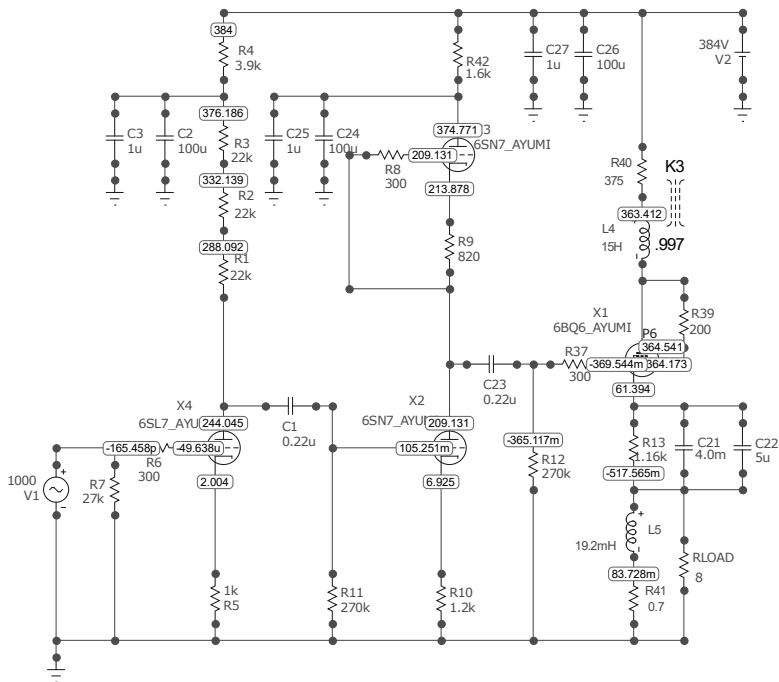 384
R4
3.9k
R42
1.6k
C27
1u
C26
100u
384V
V2
376.186
C3
1u
C2
100u
R3
22k
C25
1u
C24
100u
374.771
3
6SN7_AYUMI
209.131
R8
300
213.878
332.139
R2
22k
R40
375
K3
363.412
L4
15H
.997
288.092
R1
22k
R9
820
X1
6BQ6_AYUMI
P6
R39
200
364.541
-369.544m
364.173
R37
300
61.394
C23
0.22u
X4
6SL7_AYU
244.045
C1
0.22u
X2
6SN7_AYU
209.131
-165.458p
-49.638u
R6
300
105.251m
-365.117m
R12
270k
R13
1.16k
C21
4.0m
C22
5u
-517.565m
1000
V1
R7
27k
2.004
6.925
L5
19.2mH
83.728m
RLOAD
8
1k
R5
R11
270k
R10
1.2k
R41
0.7